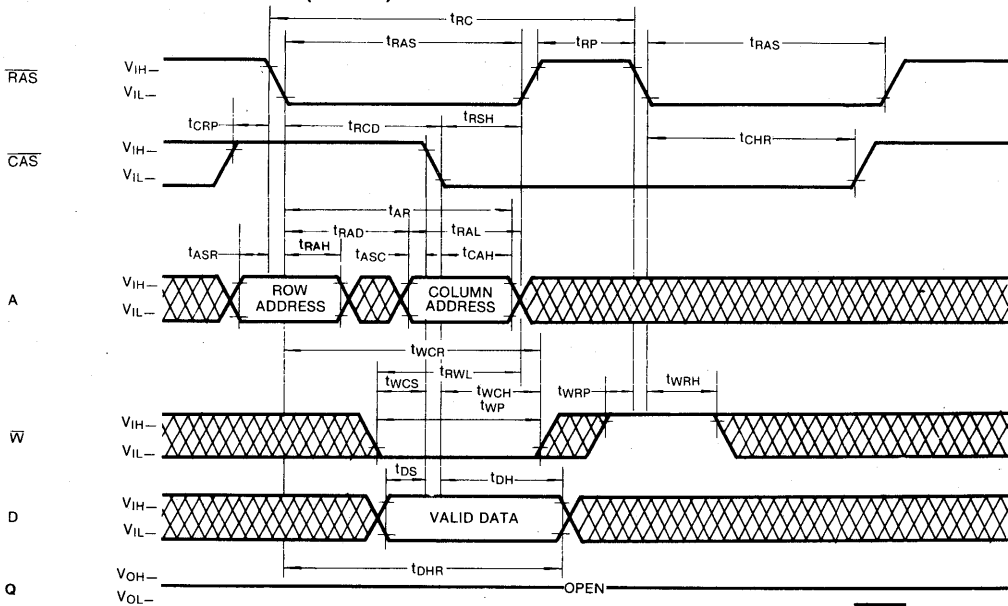 tRC
tRAS tRP tRAS
RAS VIH–
VIL–
tCRP tRCD tRSH tCHR
CAS VIH–
VIL–
tAR
tRAD tRAL
tASR tRAH tASC tCAH
A VIH– ROW ADDRESS COLUMN ADDRESS
VIL–
tWCR
tRWL
tWCS tWCH tWRP tWRH
tWP
W VIH–
VIL–
tDS tDH
D VIH– VALID DATA
VIL–
tDHR
Q VOH– OPEN
VOL–